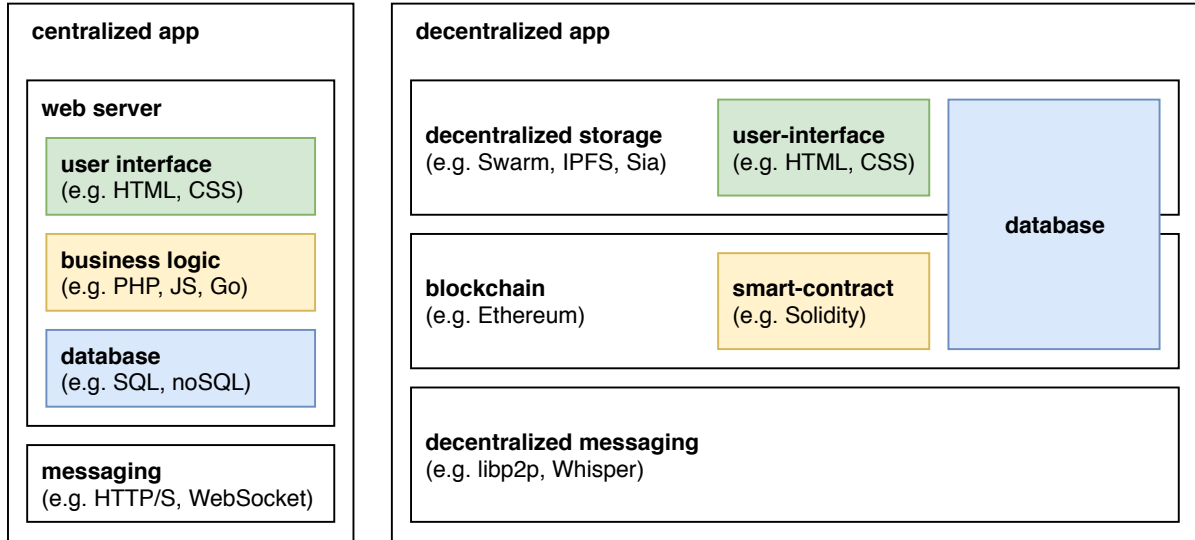 centralized app
web server
user interface
(e.g. HTML, CSS)
business logic
(e.g. PHP, JS, Go)
database
(e.g. SQL, noSQL)
messaging
(e.g. HTTP/S, WebSocket)
decentralized app
decentralized storage
(e.g. Swarm, IPFS, Sia)
user-interface
(e.g. HTML, CSS)
database
blockchain
(e.g. Ethereum)
smart-contract
(e.g. Solidity)
decentralized messaging
(e.g. libp2p, Whisper)